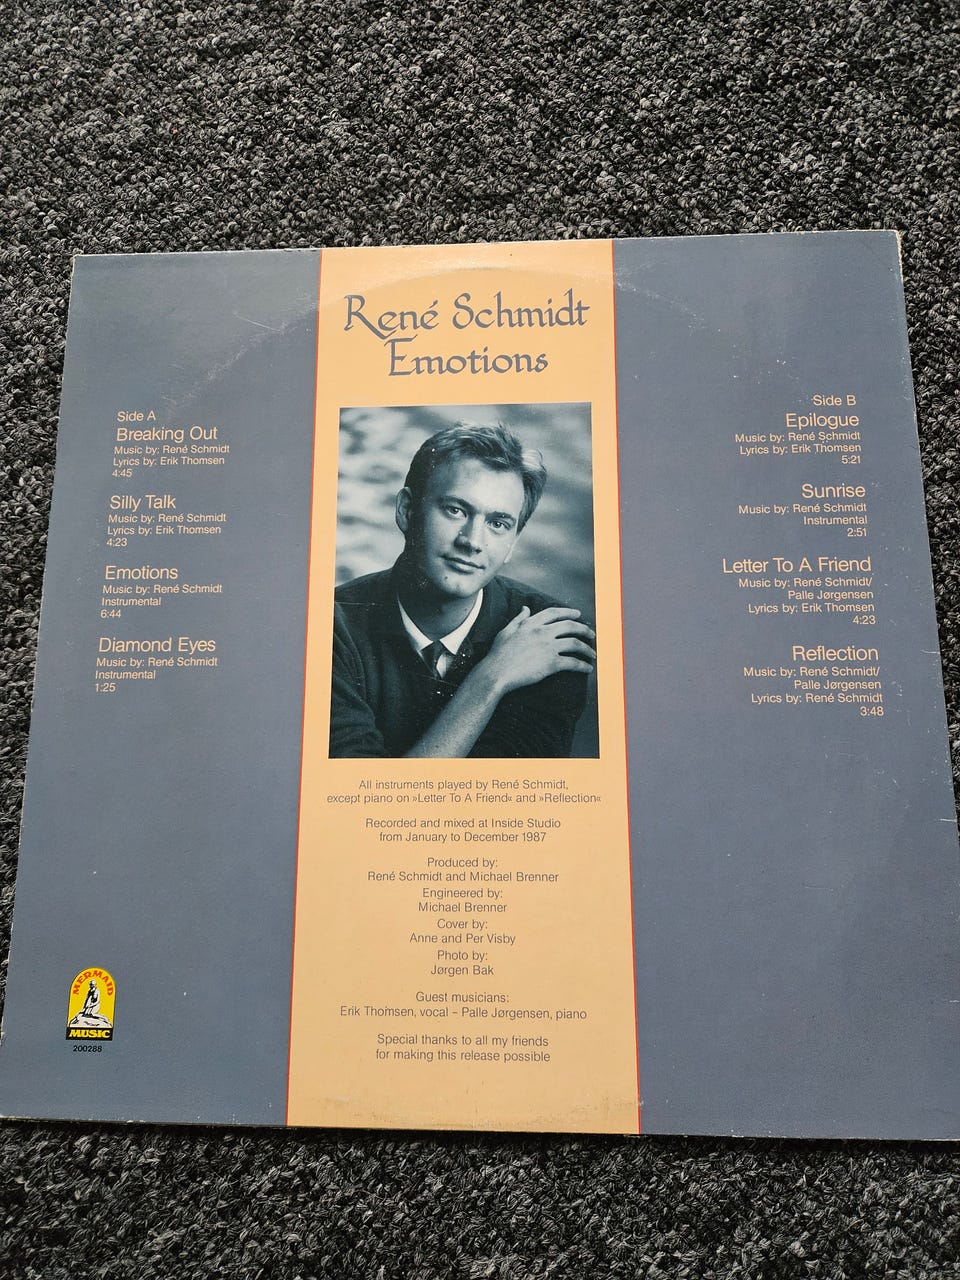 René Schmidt
Emotions
Side A
Breaking Out
Music by: René Schmidt
Lyrics by: Erik Thomsen
4:45
Silly Talk
Music by: René Schmidt
Lyrics by: Erik Thomsen
4:23
Emotions
Music by: René Schmidt
Instrumental
6:44
Diamond Eyes
Music by: René Schmidt
Instrumental
1:25
Side B
Epilogue
Music by: René Schmidt
Lyrics by: Erik Thomsen
5:21
Sunrise
Music by: René Schmidt
Instrumental
2:51
Letter To A Friend
Music by: René Schmidt/
Palle Jørgensen
Lyrics by: Erik Thomsen
4:23
Reflection
Music by: René Schmidt/
Palle Jørgensen
Lyrics by: René Schmidt
3:48
All instruments played by René Schmidt,
except piano on »Letter To A Friend« and »Reflection«
Recorded and mixed at Inside Studio
from January to December 1987
Produced by:
René Schmidt and Michael Brenner
Engineered by:
Michael Brenner
Cover by:
Anne and Per Visby
Photo by:
Jørgen Bak
Guest musicians:
Erik Thomsen, vocal – Palle Jørgensen, piano
Special thanks to all my friends
for making this release possible
MERMAID
MUSIC
200288